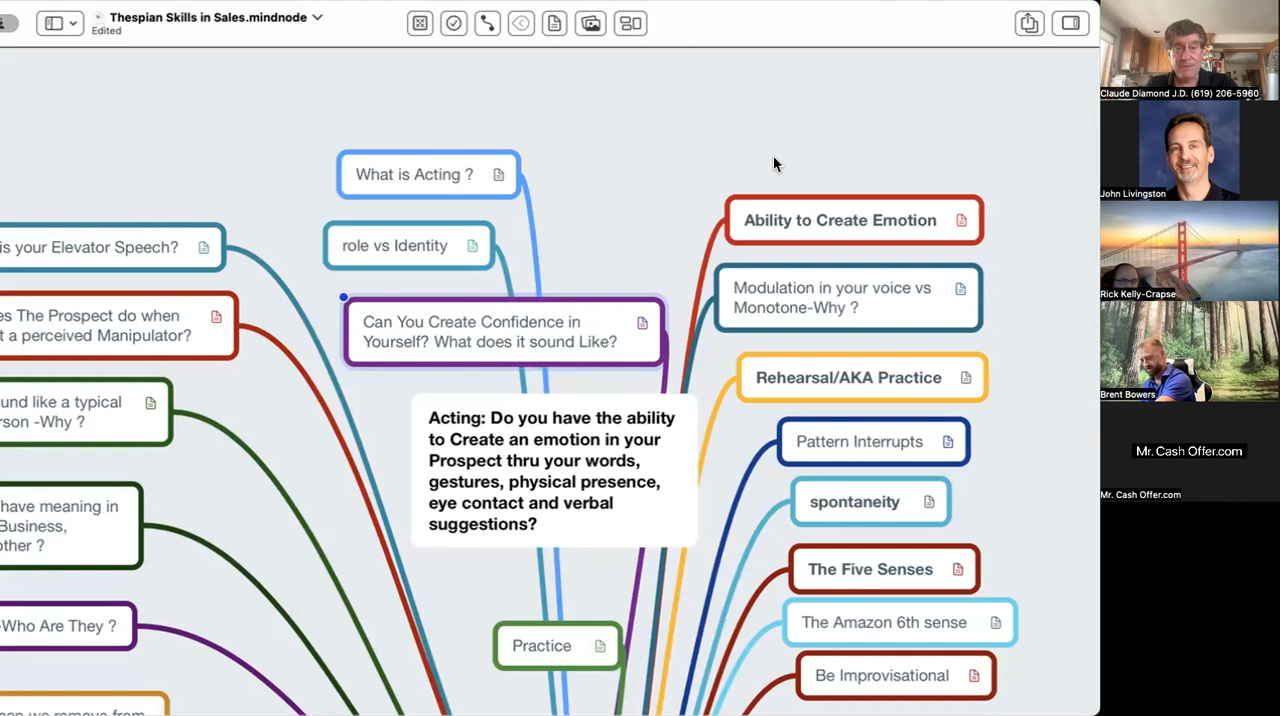 Thespian Skills in Sales.mindnode
Edited
What is Acting ?
role vs Identity
Can You Create Confidence in
Yourself? What does it sound Like?
Acting: Do you have the ability
to Create an emotion in your
Prospect thru your words,
gestures, physical presence,
eye contact and verbal
suggestions?
Practice
is your Elevator Speech?
The Prospect do when
a perceived Manipulator?
like a typical
-Why ?
have meaning in
Business,
-Who Are They ?
we remove from
Ability to Create Emotion
Modulation in your voice vs
Monotone-Why ?
Rehearsal/AKA Practice
Pattern Interrupts
spontaneity
The Five Senses
The Amazon 6th sense
Be Improvisational
Claude Diamond J.D. (619) 206-5960
John Livingston
Rick Kelly-Crapse
Brent Bowers
Mr. Cash Offer.com
Mr. Cash Offer.com